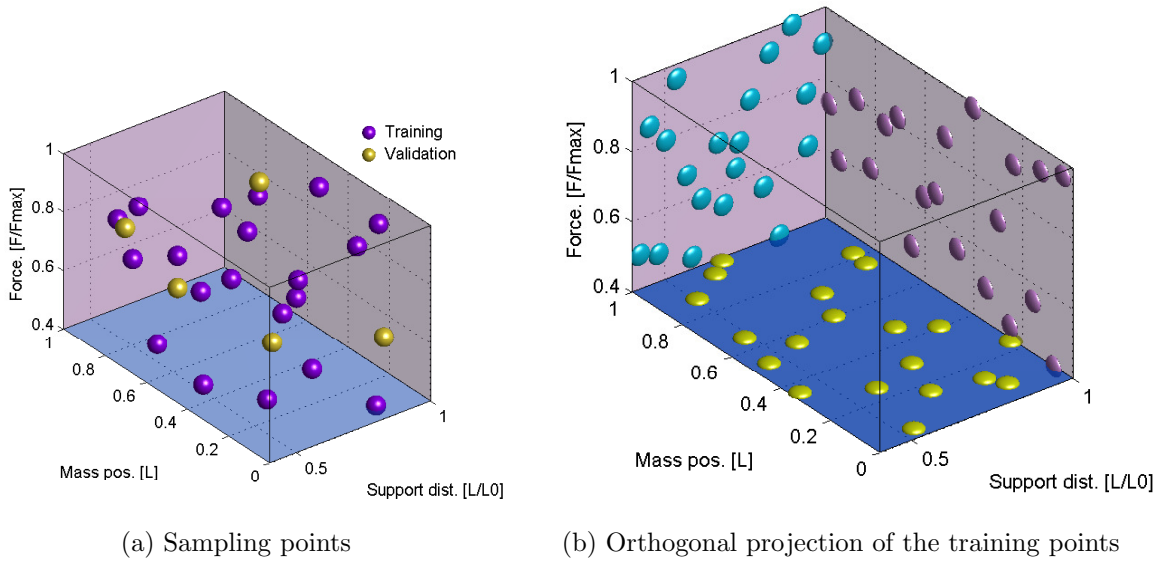 Training
Validation
Force. [F/Fmax]
1
0.8
0.6
0.4
1
0.8
0.6
0.4
0.2
0
0.5
1
Mass pos. [L]
Support dist. [L/L0]
(a) Sampling points
Force. [F/Fmax]
1
0.8
0.6
0.4
1
0.8
0.6
0.4
0.2
0
0.5
1
Mass pos. [L]
Support dist. [L/L0]
(b) Orthogonal projection of the training points